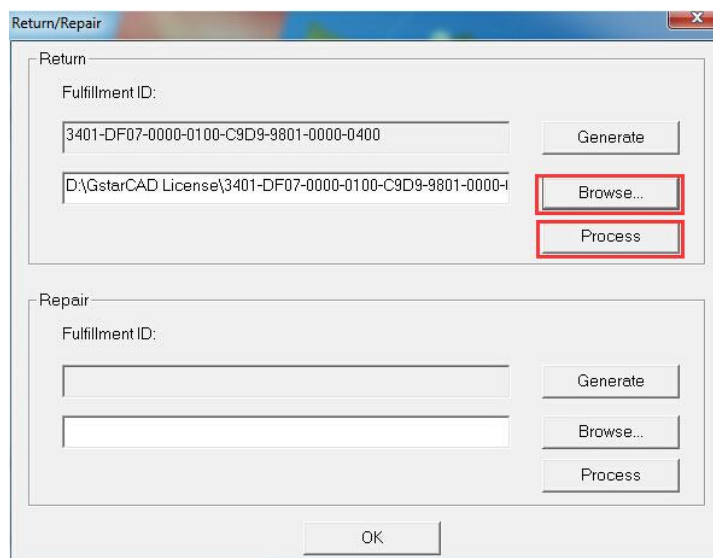 Return/Repair
Return
Fulfillment ID:
3401-DF07-0000-0100-C9D9-9801-0000-0400
Generate
D:\GstarCAD License\3401-DF07-0000-0100-C9D9-9801-0000-
Browse...
Process
Repair
Fulfillment ID:
Generate
Browse...
Process
OK